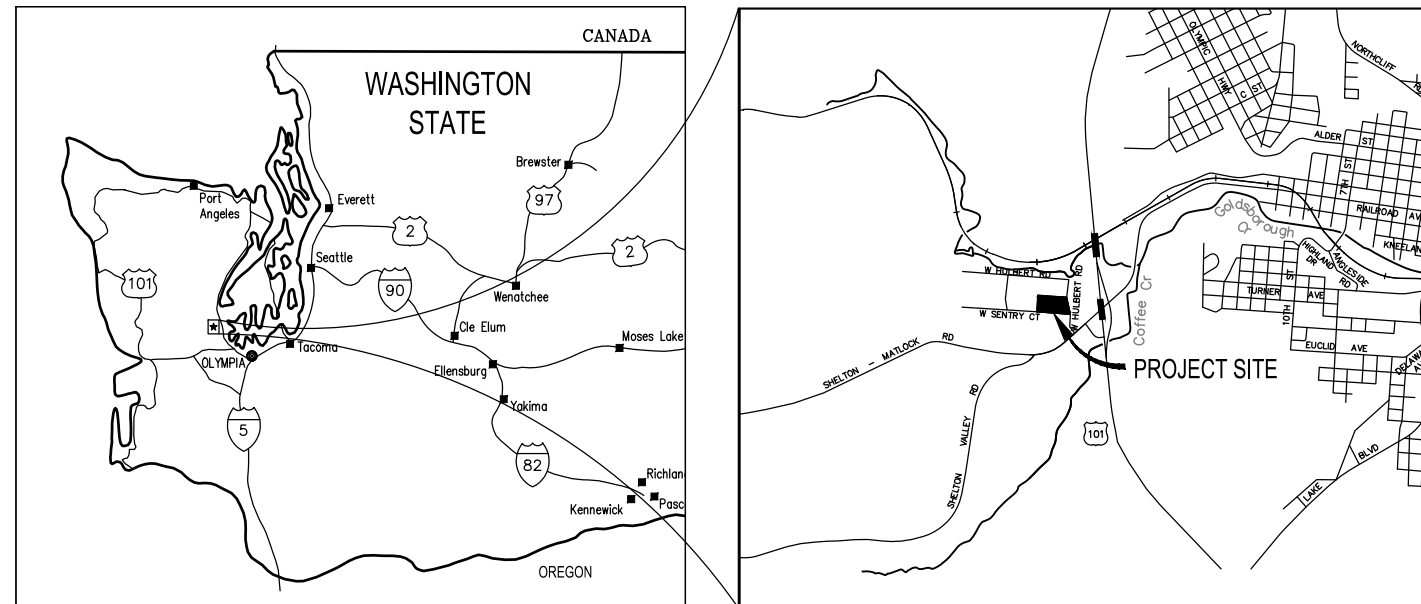 CANADA
WASHINGTON
STATE
Brewster
97
Port
Angeles
Everett
2
2
Seattle
101
90
Wenatchee
Cle Elum
Moses Lake
Tacoma
OLYMPIA
Ellensburg
Yakima
5
82
Richlan
Pasc
Kennewick
OREGON
OLYMPIC
HWY
C ST
NORTHCLIFF
RD
ALDER ST
7TH ST
RAILROAD AV
KNEELAN
Goldsborough
Cr
HIGHLAND
DR
ANGLESIDE
RD
W HULBERT RD
W HULBERT RD
W SENTRY CT
Coffee Cr
10TH ST
TURNER AVE
EUCLID AVE
SHELTON - MATLOCK RD
PROJECT SITE
SHELTON VALLEY RD
101
LAKE BLVD